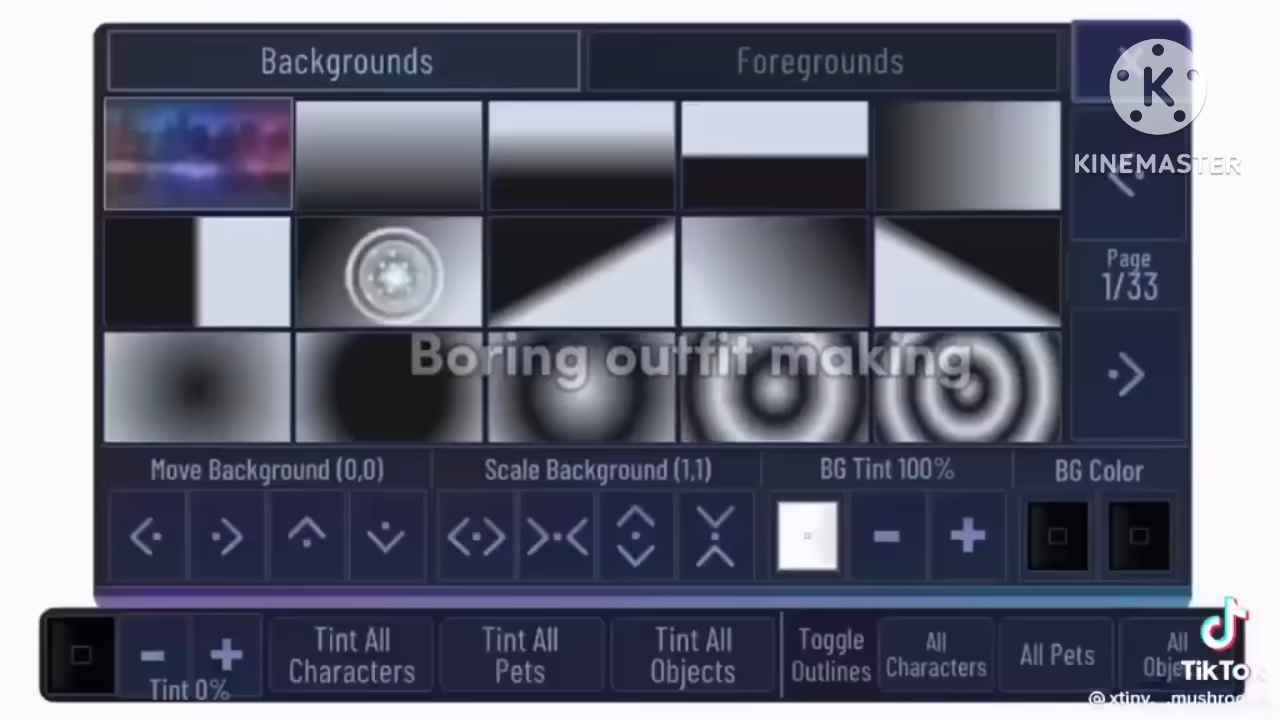 Backgrounds
Foregrounds
K
KINEMASTER
Page
1/33
Boring outfit making
Move Background (0,0)
Scale Background (1,1)
BG Tint 100%
BG Color
Tint 0%
Tint All
Characters
Tint All
Pets
Tint All
Objects
Toggle
Outlines
All
Characters
All Pets
All
TikTo